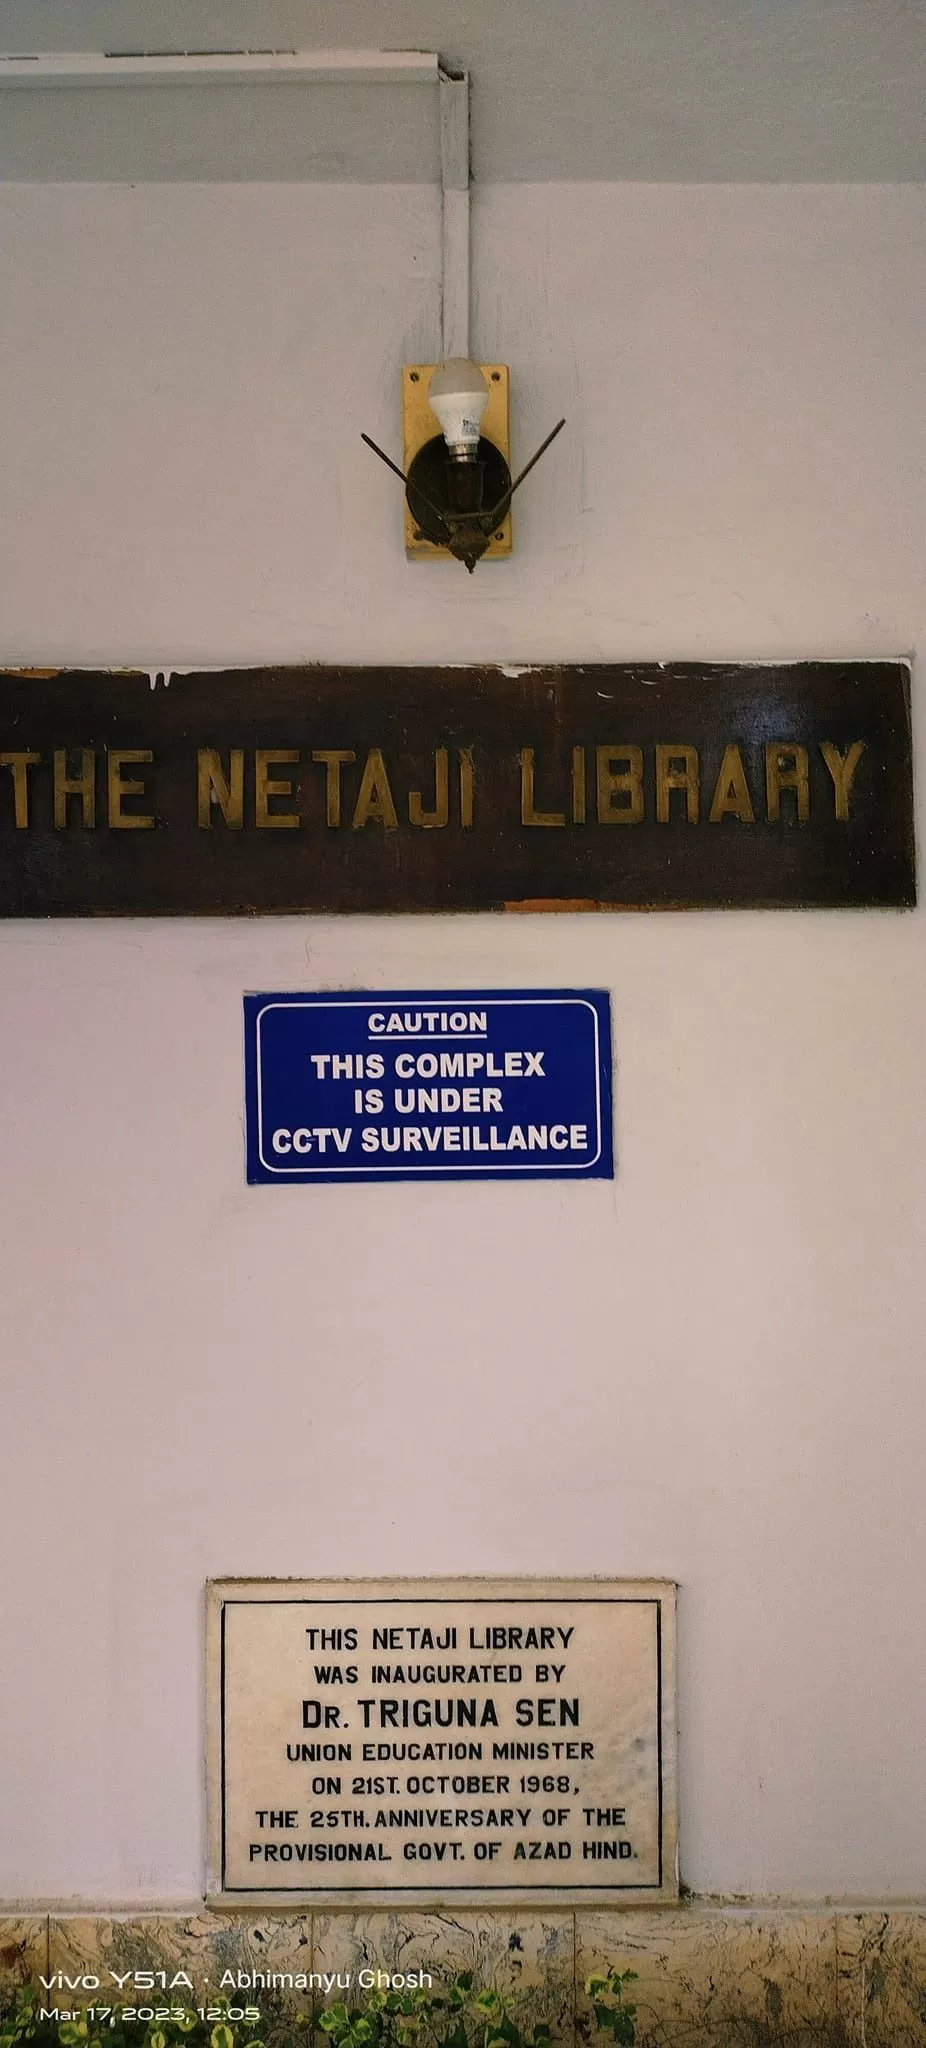 THE NETAJI LIBRARY
CAUTION
THIS COMPLEX
IS UNDER
CCTV SURVEILLANCE
THIS NETAJI LIBRARY
WAS INAUGURATED BY
DR. TRIGUNA SEN
UNION EDUCATION MINISTER
ON 21ST. OCTOBER 1968,
THE 25TH. ANNIVERSARY OF THE
PROVISIONAL GOVT. OF AZAD HIND.
vivo Y51A · Abhimanyu Ghosh
Mar 17, 2023, 12:05